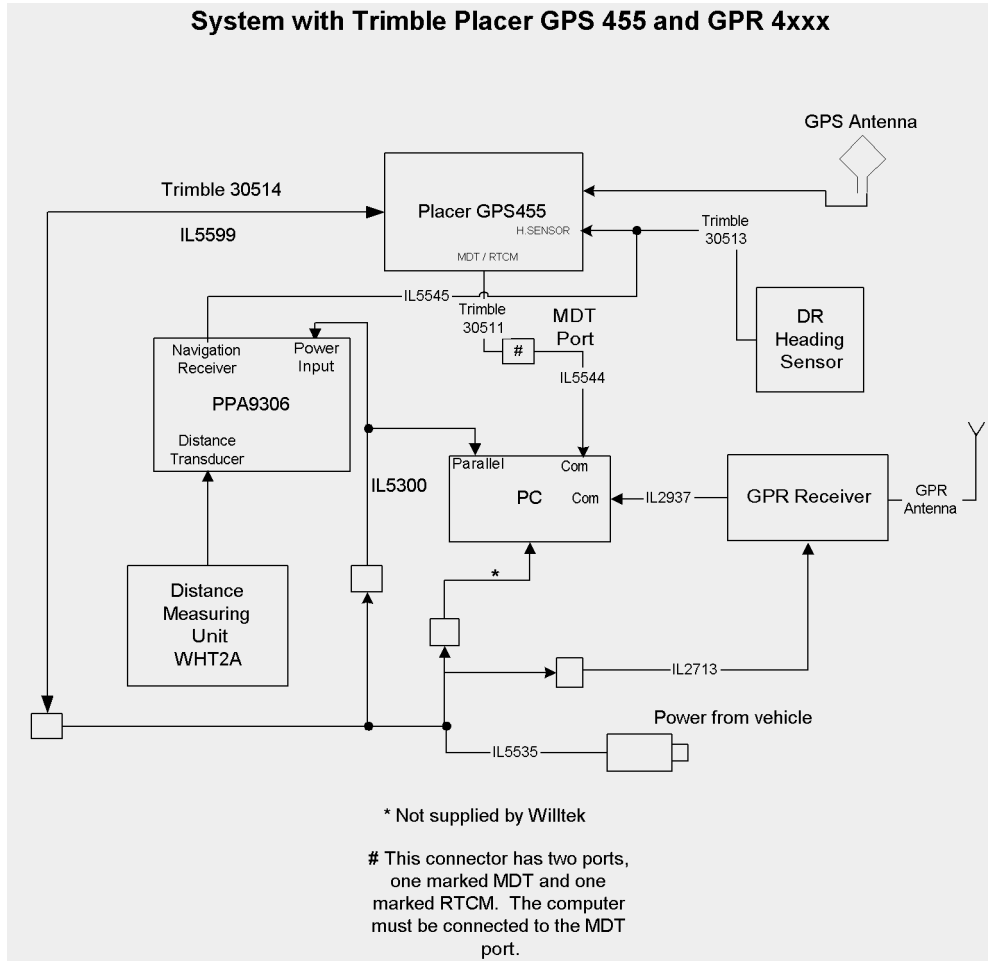 System with Trimble Placer GPS 455 and GPR 4xxx
GPS Antenna
Trimble 30514
IL5599
Placer GPS455
H.SENSOR
MDT / RTCM
Trimble
30513
IL5545
Trimble
30511
MDT
Port
#
IL5544
DR
Heading
Sensor
Navigation
Receiver
Power
Input
PPA9306
Distance
Transducer
IL5300
Parallel
Com
PC
Com
IL2937
GPR Receiver
GPR
Antenna
*
Distance
Measuring
Unit
WHT2A
IL2713
Power from vehicle
IL5535
* Not supplied by Willtek
# This connector has two ports,
one marked MDT and one
marked RTCM. The computer
must be connected to the MDT
port.